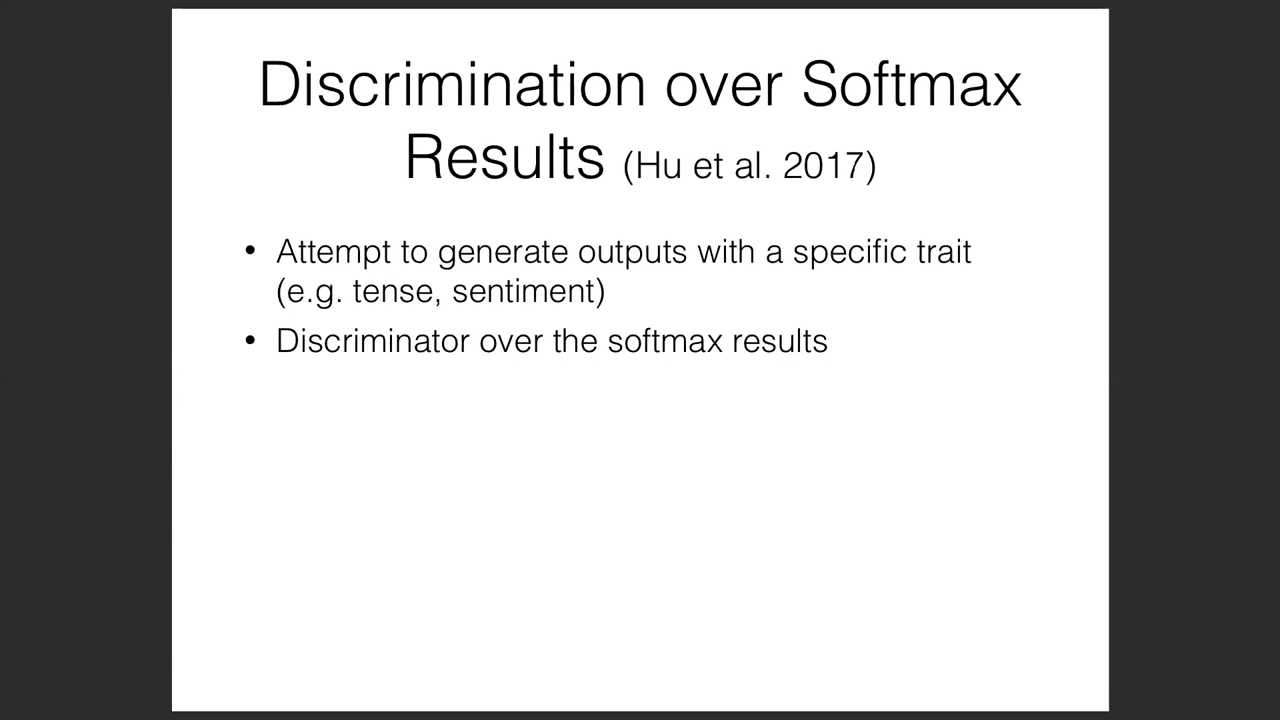 Discrimination over Softmax
Results (Hu et al. 2017)
• Attempt to generate outputs with a specific trait
(e.g. tense, sentiment)
• Discriminator over the softmax results